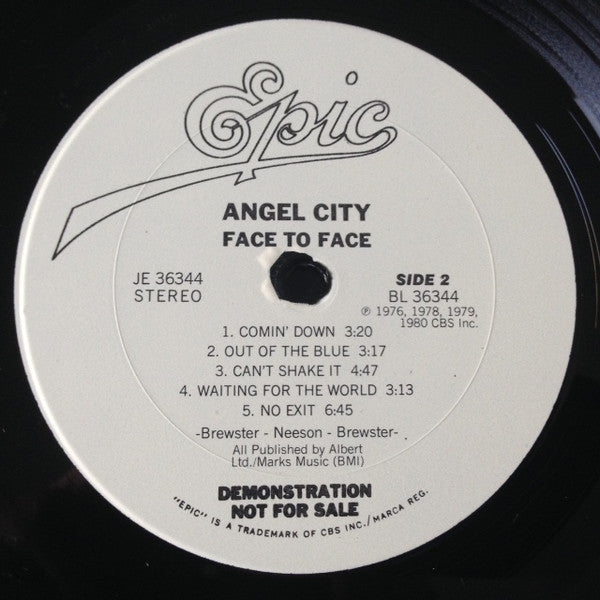 Epic
ANGEL CITY
FACE TO FACE
JE 36344
STEREO
SIDE 2
BL 36344
℗ 1976, 1978, 1979,
1980 CBS Inc.
1. COMIN' DOWN 3:20
2. OUT OF THE BLUE 3:17
3. CAN'T SHAKE IT 4:47
4. WAITING FOR THE WORLD 3:13
5. NO EXIT 6:45
-Brewster - Neeson - Brewster-
All Published by Albert
Ltd./Marks Music (BMI)
DEMONSTRATION
NOT FOR SALE
"EPIC" IS A TRADEMARK OF CBS INC./MARCA REG.